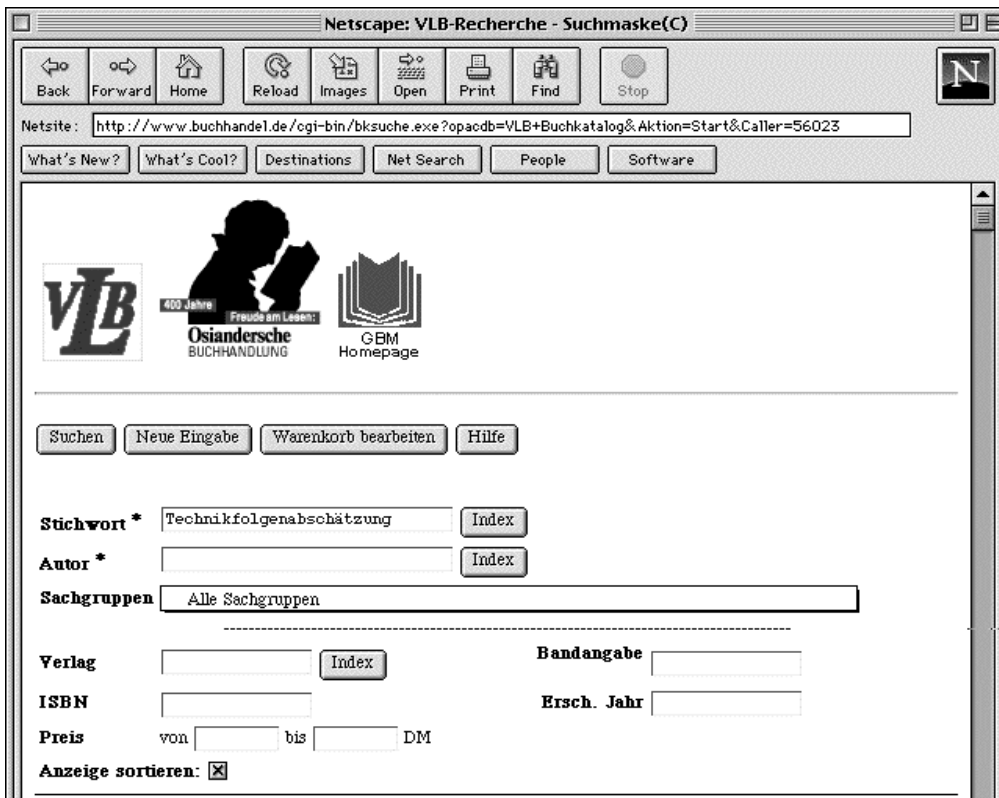 Netscape: VLB-Recherche - Suchmaske(C)
Back Forward Home Reload Images Open Print Find Stop
N
Netsite: http://www.buchhandel.de/cgi-bin/bksuche.exe?opacdb=VLB+Buchkatalog&Aktion=Start&Caller=56023
What's New? What's Cool? Destinations Net Search People Software
VLB
400 Jahre
Freude am Lesen:
Osiandersche
BUCHHANDLUNG
GBM
Homepage
Suchen Neue Eingabe Warenkorb bearbeiten Hilfe
Stichwort * Technikfolgenabschätzung Index
Autor * Index
Sachgruppen Alle Sachgruppen
Verlag Index Bandangabe
ISBN Ersch. Jahr
Preis von bis DM
Anzeige sortieren: